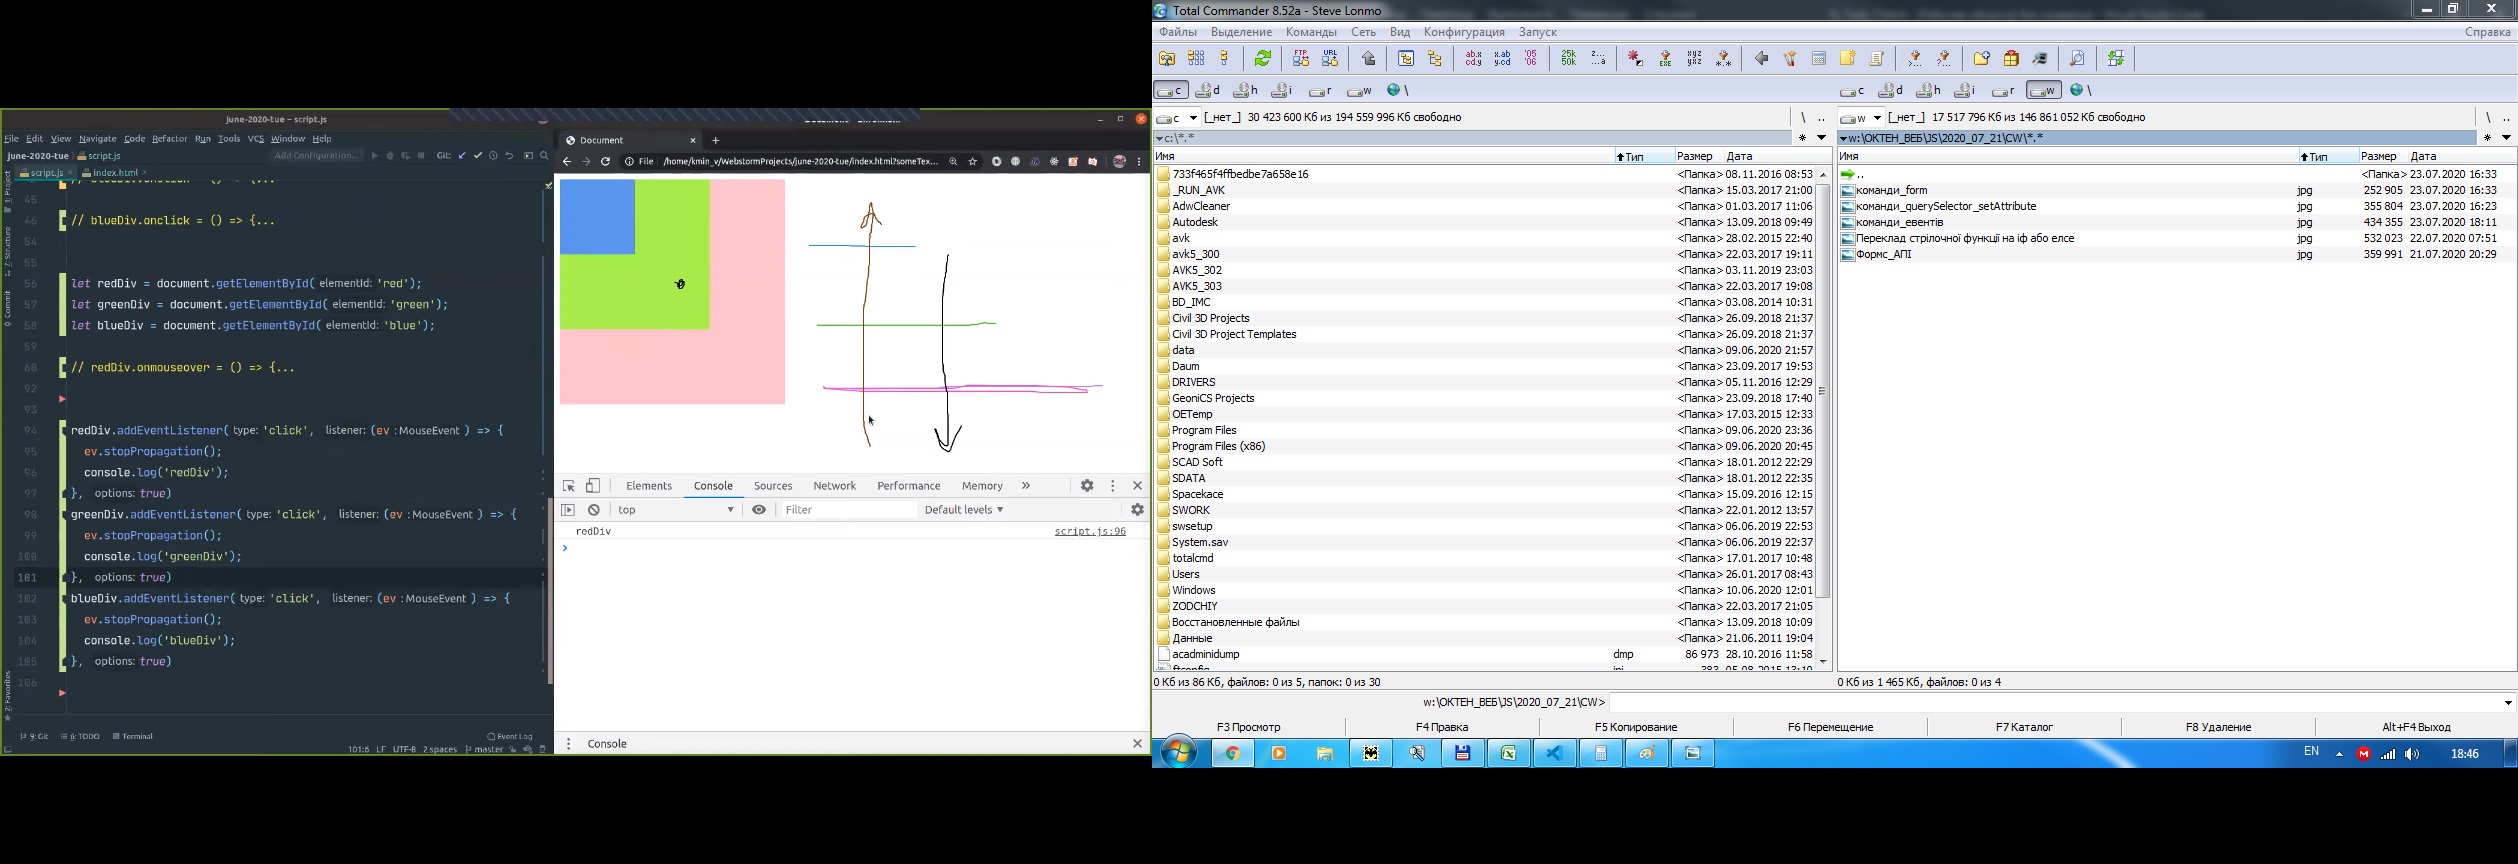 june-2020-tue – script.js
File Edit View Navigate Code Refactor Run Tools VCS Window Help
june-2020-tue script.js Add Configuration... Git:
script.js index.html
45
46 // blueDiv.onclick = () => {...
54
55
56 let redDiv = document.getElementById( elementId: 'red');
57 let greenDiv = document.getElementById( elementId: 'green');
58 let blueDiv = document.getElementById( elementId: 'blue');
59
60 // redDiv.onmouseover = () => {...
92
93
94 redDiv.addEventListener( type: 'click', listener: (ev : MouseEvent ) => {
95 ev.stopPropagation();
96 console.log('redDiv');
97 }, options: true)
98 greenDiv.addEventListener( type: 'click', listener: (ev : MouseEvent ) => {
99 ev.stopPropagation();
100 console.log('greenDiv');
101 }, options: true)
102 blueDiv.addEventListener( type: 'click', listener: (ev : MouseEvent ) => {
103 ev.stopPropagation();
104 console.log('blueDiv');
105 }, options: true)
106
1: Project
7: Structure
Commit
2: Favorites
9: Git 6: TODO Terminal Event Log
101:6 LF UTF-8 2 spaces master
Document
File /home/kmin_v/WebstormProjects/june-2020-tue/index.html?someTex...
Elements Console Sources Network Performance Memory »
top Filter Default levels
redDiv script.js:96
Console
Total Commander 8.52a - Steve Lonmo
Файлы Выделение Команды Сеть Вид Конфигурация Запуск Справка
c d h i r w \
c d h i r w \
c [_нет_] 30 423 600 Кб из 194 559 996 Кб свободно \ ..
w [_нет_] 17 517 796 Кб из 146 861 052 Кб свободно \ ..
c:\*.*
w:\ОКТЕН_ВЕБ\JS\2020_07_21\CW\*.*
Имя Тип Размер Дата
733f465f4ffbedbe7a658e16 <Папка> 08.11.2016 08:53
_RUN_AVK <Папка> 15.03.2017 21:00
AdwCleaner <Папка> 01.03.2017 11:06
Autodesk <Папка> 13.09.2018 09:49
avk <Папка> 28.02.2015 22:40
avk5_300 <Папка> 22.03.2017 19:11
AVK5_302 <Папка> 03.11.2019 23:03
AVK5_303 <Папка> 22.03.2017 19:08
BD_IMC <Папка> 03.08.2014 10:31
Civil 3D Projects <Папка> 26.09.2018 21:37
Civil 3D Project Templates <Папка> 26.09.2018 21:37
data <Папка> 09.06.2020 21:57
Daum <Папка> 23.09.2017 19:53
DRIVERS <Папка> 05.11.2016 12:29
GeoniCS Projects <Папка> 23.09.2018 17:40
OETemp <Папка> 17.03.2015 12:33
Program Files <Папка> 09.06.2020 23:36
Program Files (x86) <Папка> 09.06.2020 20:45
SCAD Soft <Папка> 18.01.2012 22:29
SDATA <Папка> 18.01.2012 22:35
Spacekace <Папка> 15.09.2016 12:15
SWORK <Папка> 22.01.2012 13:57
swsetup <Папка> 06.06.2019 22:53
System.sav <Папка> 06.06.2019 22:37
totalcmd <Папка> 17.01.2017 10:48
Users <Папка> 26.01.2017 08:43
Windows <Папка> 10.06.2020 12:01
ZODCHIY <Папка> 22.03.2017 21:05
Восстановленные файлы <Папка> 13.09.2018 10:09
Данные <Папка> 21.06.2011 19:04
acadminidump dmp 86 973 28.10.2016 11:58
0 Кб из 86 Кб, файлов: 0 из 5, папок: 0 из 30
Имя Тип Размер Дата
.. <Папка> 23.07.2020 16:33
команди_form jpg 252 905 23.07.2020 16:33
команди_querySelector_setAttribute jpg 355 804 23.07.2020 16:23
команди_евентів jpg 434 355 23.07.2020 18:11
Переклад стрілочної функції на іф або елсе jpg 532 023 22.07.2020 07:51
Формс_АПІ jpg 359 991 21.07.2020 20:29
0 Кб из 1 465 Кб, файлов: 0 из 4
w:\ОКТЕН_ВЕБ\JS\2020_07_21\CW>
F3 Просмотр F4 Правка F5 Копирование F6 Перемещение F7 Каталог F8 Удаление Alt+F4 Выход
EN 18:46